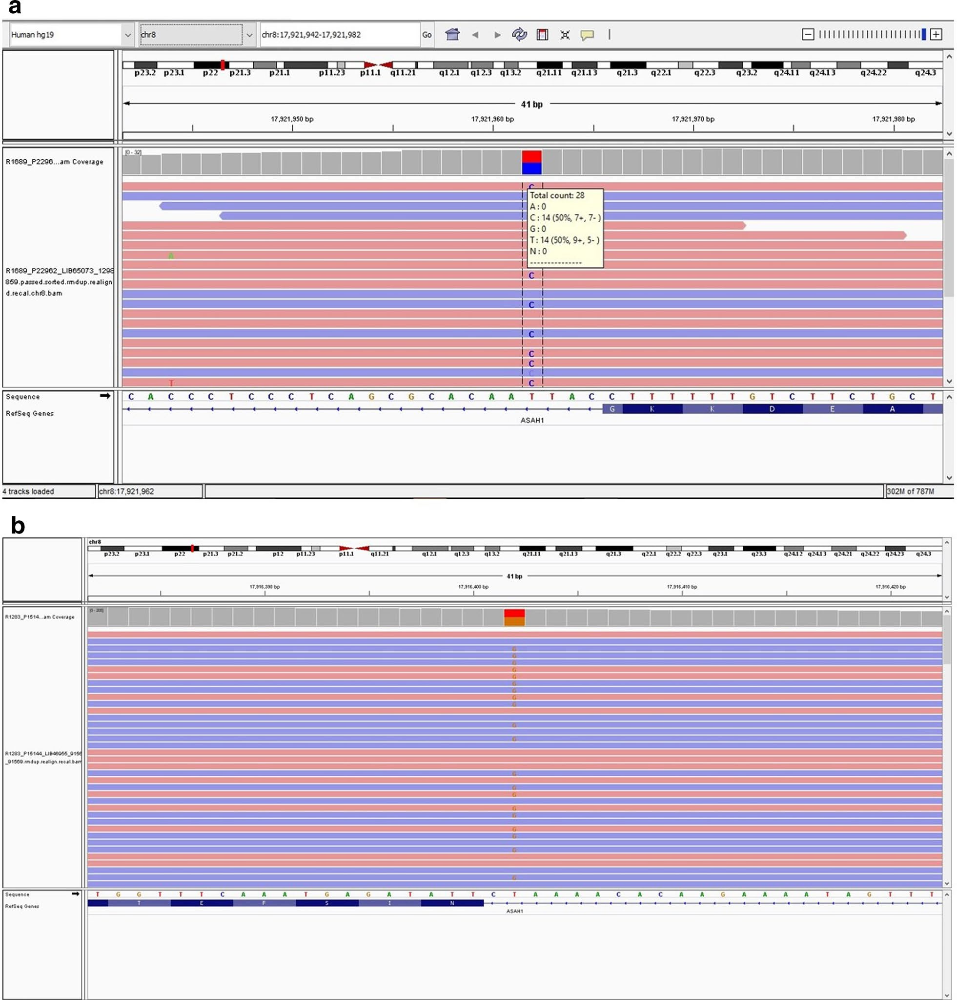 a
Human hg19 chr8 chr8:17,921,942-17,921,982 Go
p23.2 p23.1 p22 p21.3 p21.1 p11.23 p11.1 q11.21 q12.1 q12.3 q13.2 q21.11 q21.13 q21.3 q22.1 q22.3 q23.2 q24.11 q24.13 q24.22 q24.3
41 bp
17,921,950 bp 17,921,960 bp 17,921,970 bp 17,921,980 bp
[0 - 32]
R1689_P2296...am Coverage
C
Total count: 28
A : 0
C : 14 (50%, 7+, 7- )
G : 0
T : 14 (50%, 9+, 5- )
N : 0
---------------
A
R1689_P22962_LIB65073_1298
859.passed.sorted.rmdup.realign
d.recal.chr8.bam
C
C
C
C
C
C
T C
Sequence C A C C C T C C C T C A G C G C A C A A T T A C C T T T T T T G T C T T C T G C T
RefSeq Genes G K K D E A
ASAH1
4 tracks loaded chr8:17,921,962 302M of 787M
b
chr8
p23.2 p23.1 p22 p21.3 p21.2 p12 p11.23 p11.1 q11.21 q12.1 q12.3 q13.2 q21.11 q21.13 q21.3 q22.1 q22.2 q22.3 q23.1 q23.3 q24.12 q24.13 q24.21 q24.22 q24.23 q24.3
41 bp
17,916,390 bp 17,916,400 bp 17,916,410 bp 17,916,420 bp
R1283_P1514...am Coverage
G
G
G
G
G
G
G
G
G
G
G
R1283_P15144_LIB46955_9156
_91569.rmdup.realign.recal.bam
G
G
G
G
G
G
G
G
G
Sequence T G G T T T C A A A T G A G A T A T T C T A A A A C A C A A G A A A A T A G T T T
RefSeq Genes T E F S I N
ASAH1